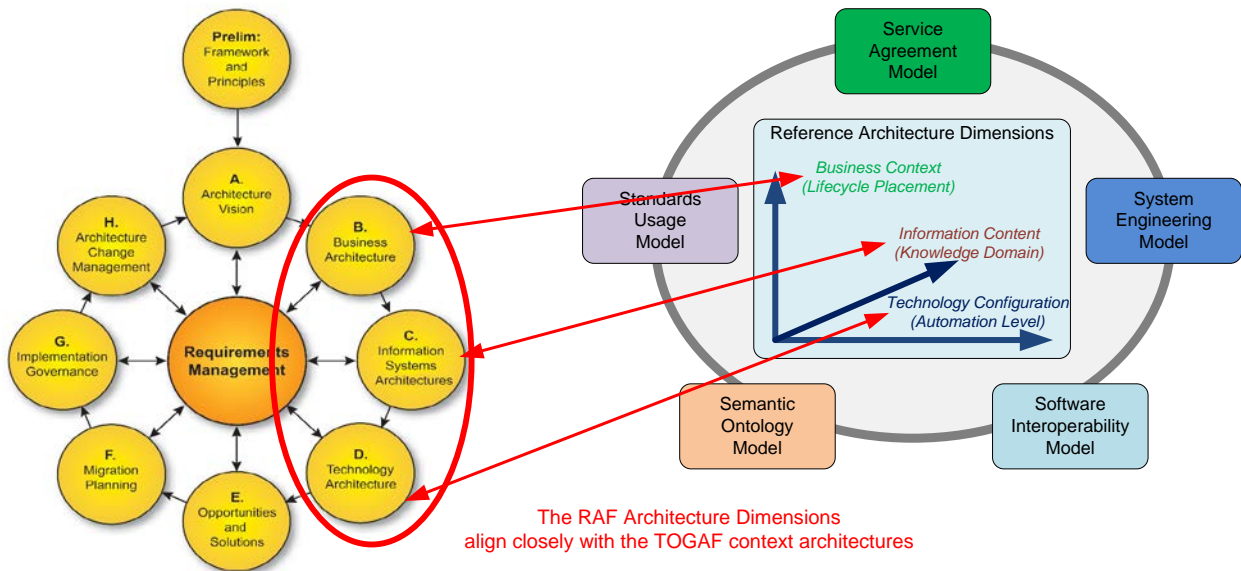 Prelim:
Framework
and
Principles
A.
Architecture
Vision
B.
Business
Architecture
C.
Information
Systems
Architectures
D.
Technology
Architecture
E.
Opportunities
and
Solutions
F.
Migration
Planning
G.
Implementation
Governance
H.
Architecture
Change
Management
Requirements
Management
Service
Agreement
Model
Reference Architecture Dimensions
Business Context
(Lifecycle Placement)
Information Content
(Knowledge Domain)
Technology Configuration
(Automation Level)
Standards
Usage
Model
System
Engineering
Model
Semantic
Ontology
Model
Software
Interoperability
Model
The RAF Architecture Dimensions
align closely with the TOGAF context architectures